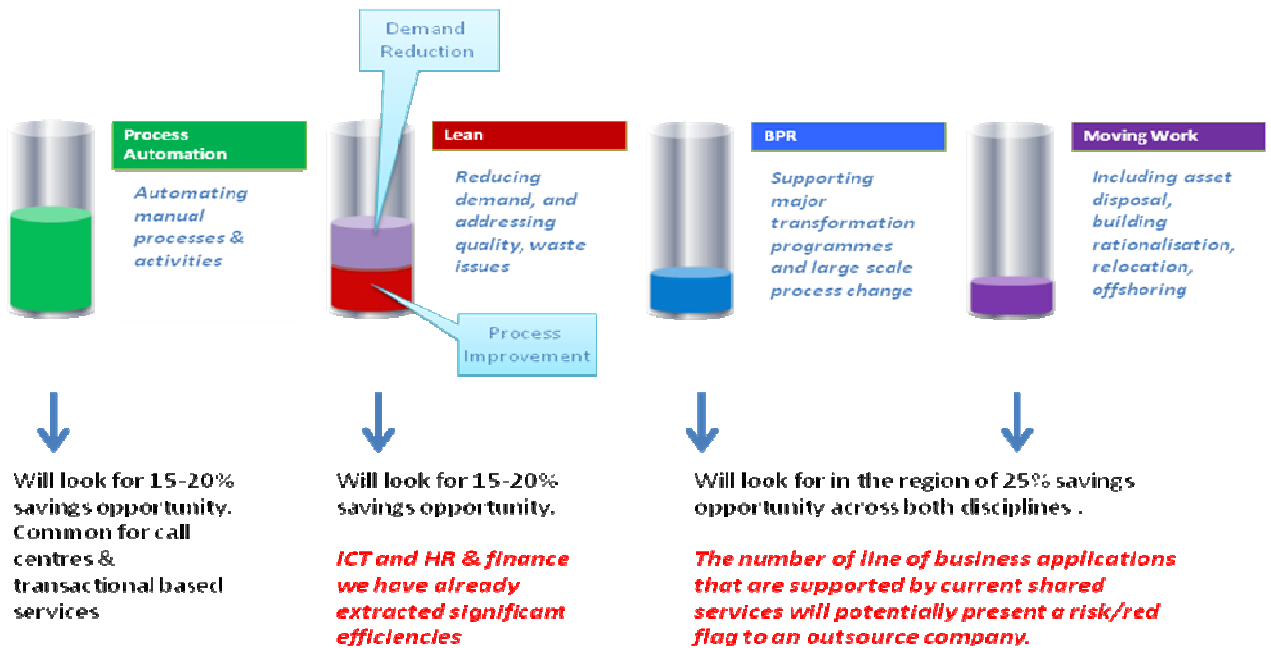 Demand
Reduction
Process
Automation
Automating
manual
processes &
activities
Lean
Reducing
demand, and
addressing
quality, waste
issues
Process
Improvement
BPR
Supporting
major
transformation
programmes
and large scale
process change
Moving Work
Including asset
disposal,
building
rationalisation,
relocation,
offshoring
Will look for 15-20%
savings opportunity.
Common for call
centres &
transactional based
services
Will look for 15-20%
savings opportunity.
ICT and HR & finance
we have already
extracted significant
efficiencies
Will look for in the region of 25% savings
opportunity across both disciplines .
The number of line of business applications
that are supported by current shared
services will potentially present a risk/red
flag to an outsource company.